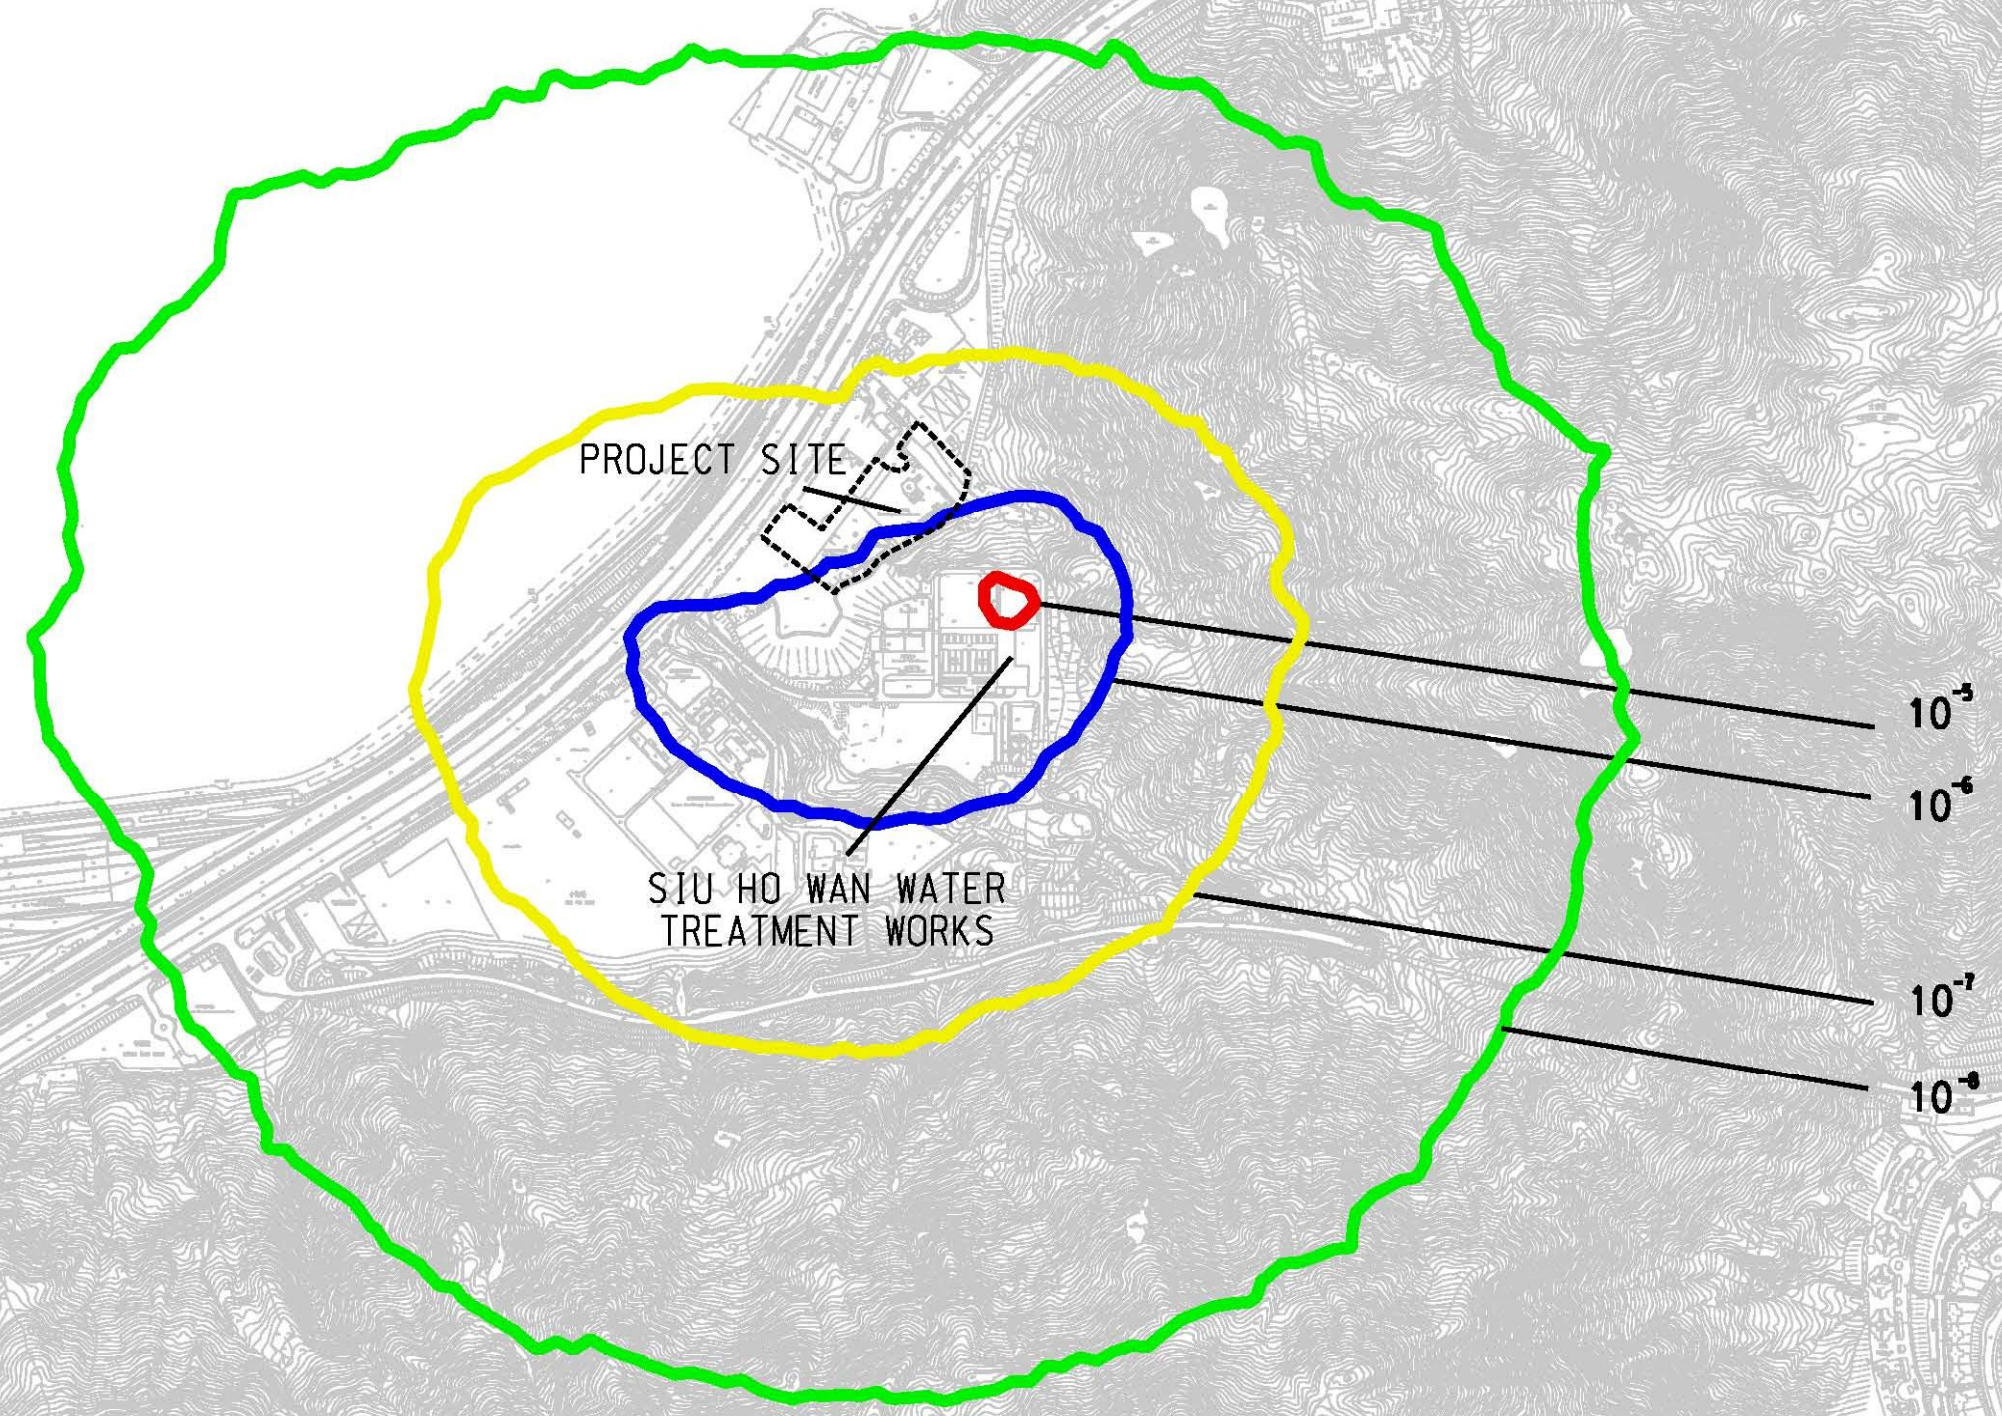 PROJECT SITE
10⁻⁵
10⁻⁶
SIU HO WAN WATER
TREATMENT WORKS
10⁻⁷
10⁻⁸